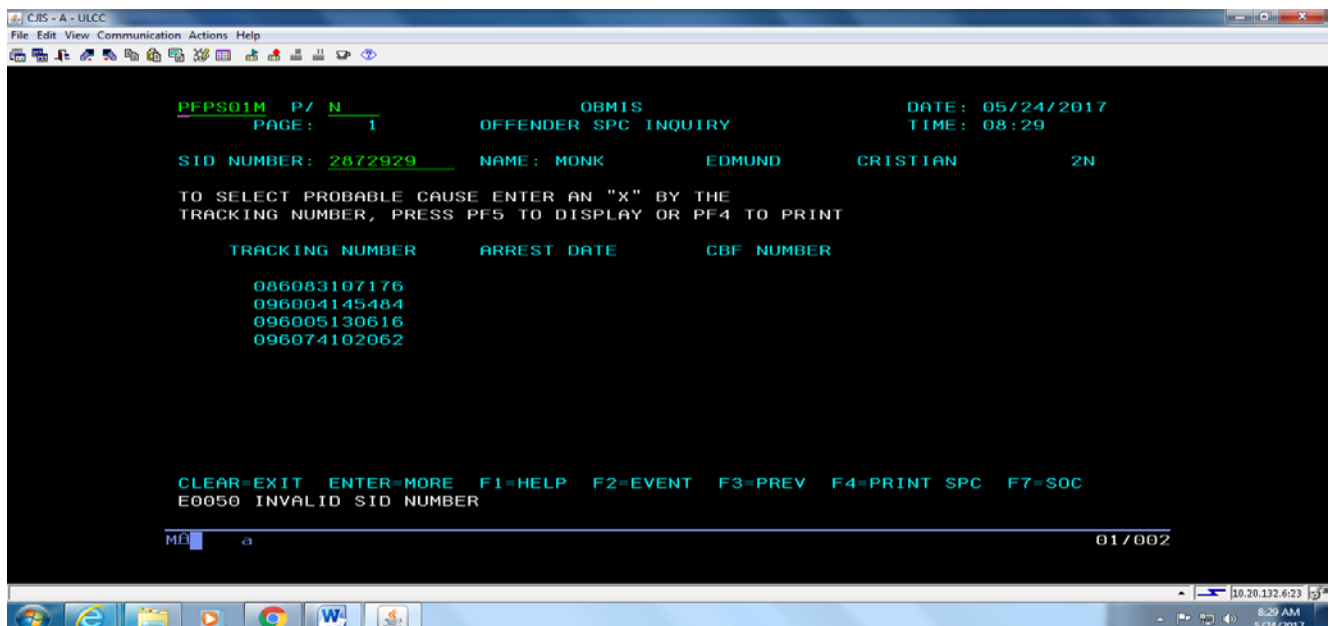 CJIS - A - ULCC
File Edit View Communication Actions Help
PFPS01M P/ N OBMIS DATE: 05/24/2017
PAGE: 1 OFFENDER SPC INQUIRY TIME: 08:29
SID NUMBER: 2872929 NAME: MONK EDMUND CRISTIAN 2N
TO SELECT PROBABLE CAUSE ENTER AN "X" BY THE
TRACKING NUMBER, PRESS PF5 TO DISPLAY OR PF4 TO PRINT
TRACKING NUMBER ARREST DATE CBF NUMBER
086083107176
096004145484
096005130616
096074102062
CLEAR=EXIT ENTER=MORE F1=HELP F2=EVENT F3=PREV F4=PRINT SPC F7=SOC
E0050 INVALID SID NUMBER
MA a 01/002
10.20.132.6:23
8:29 AM
5/24/2017